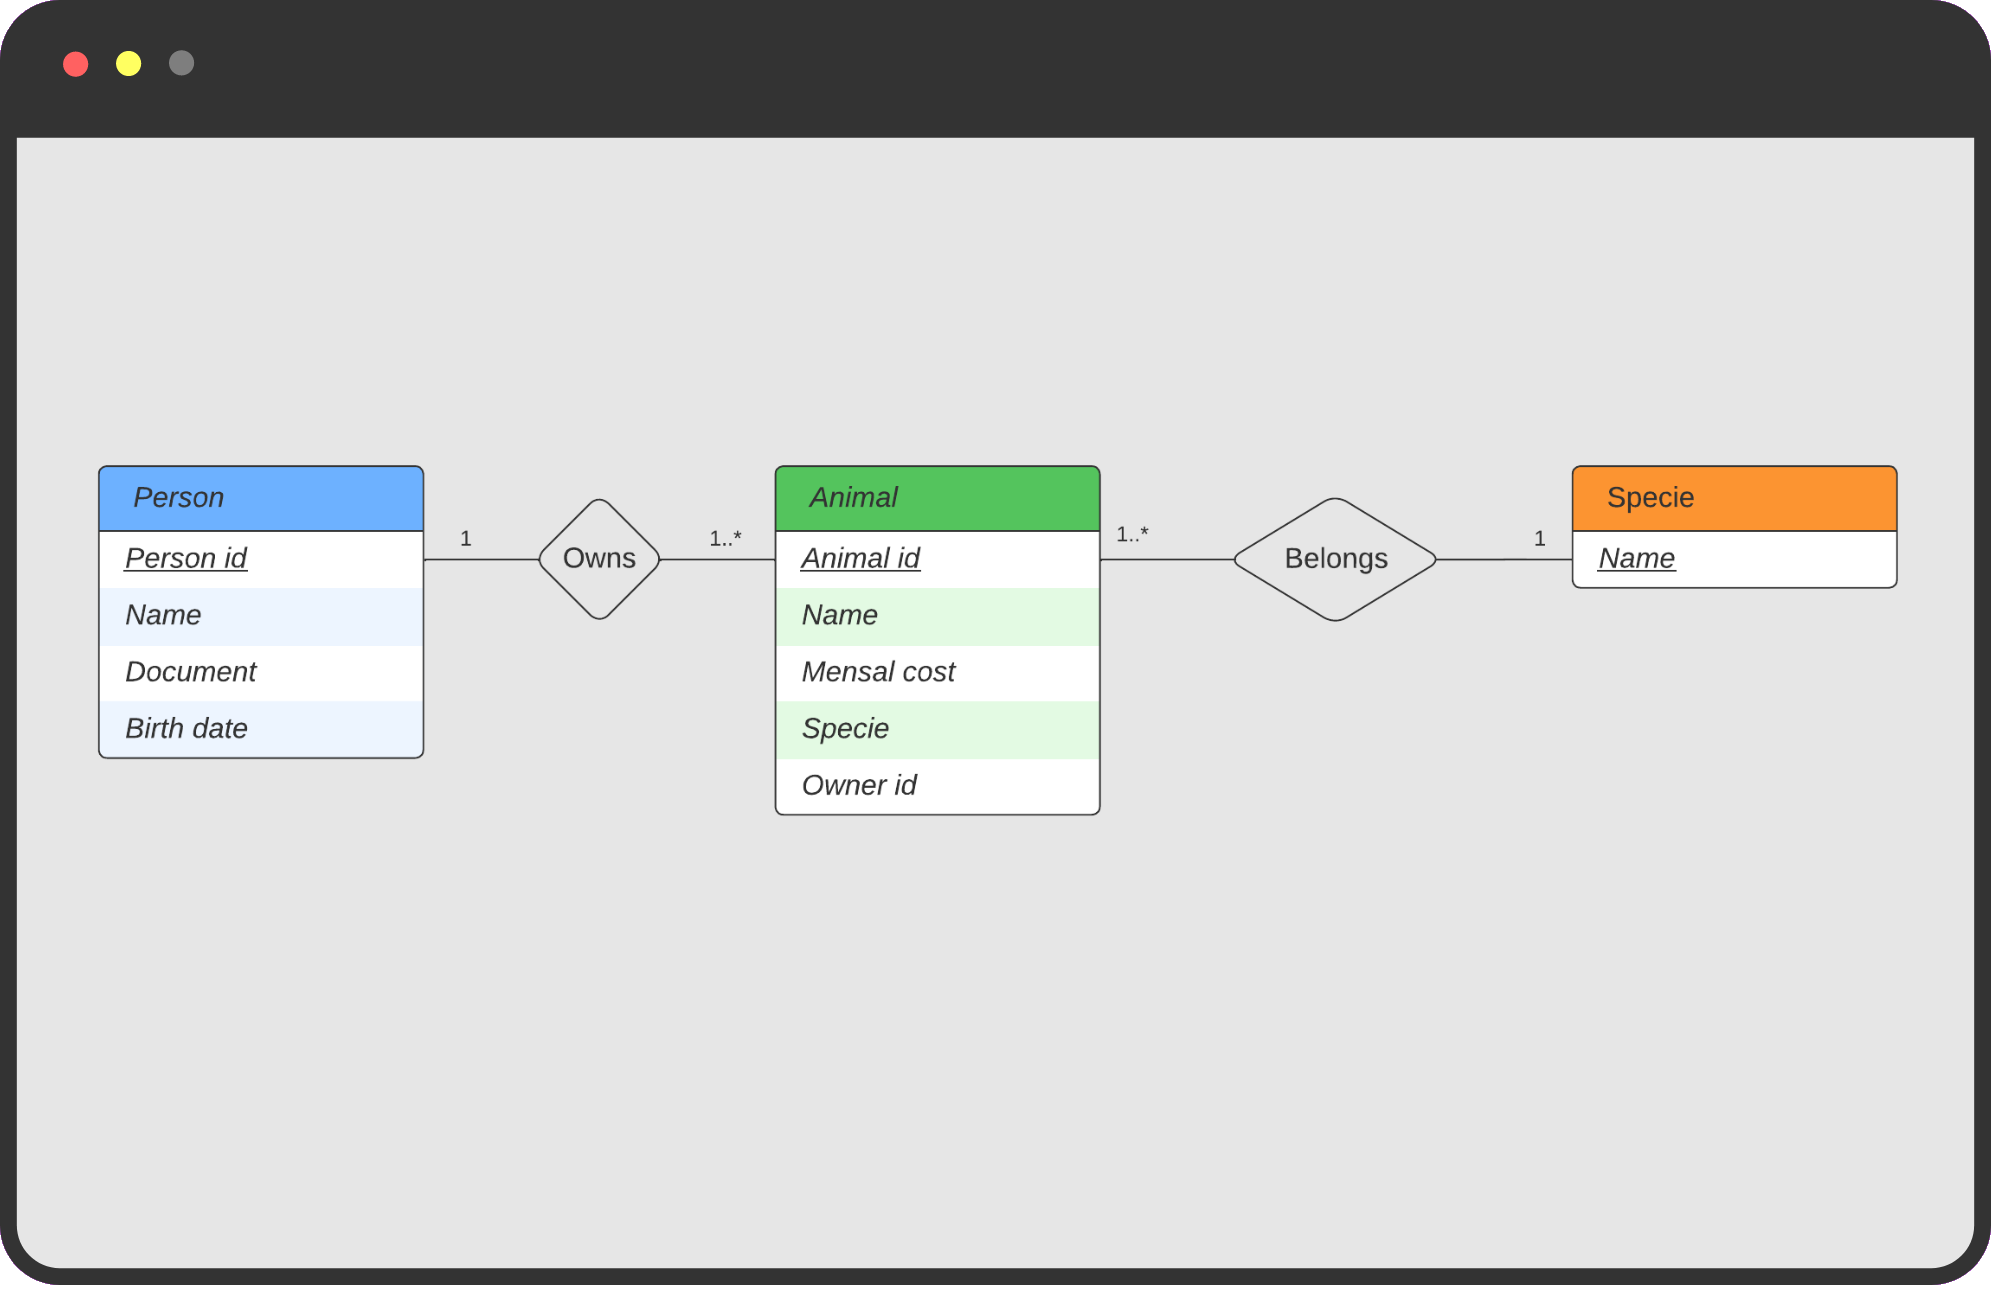 Person
Person id
Name
Document
Birth date
1
Owns
1..*
Animal
Animal id
Name
Mensal cost
Specie
Owner id
1..*
Belongs
1
Specie
Name